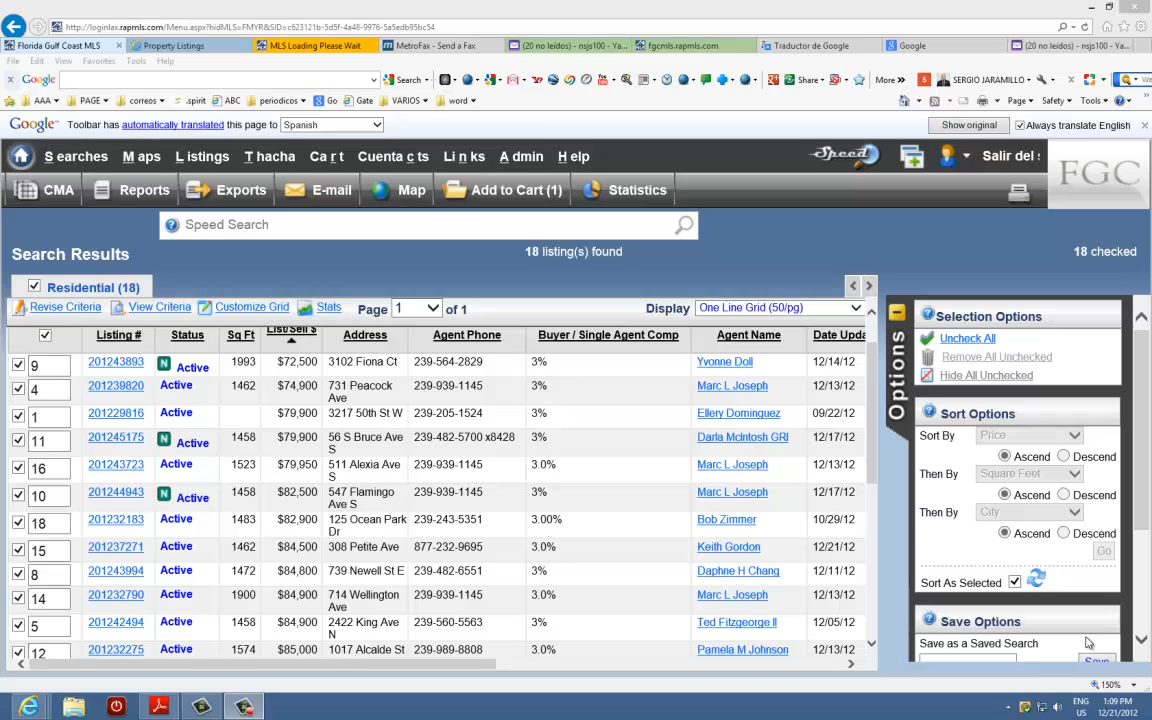 http://loginlax.rapmls.com/Menu.aspx?hidMLS=FMYR&SID=c623121b-5d5f-4a48-9976-5a5edb95bc54
Florida Gulf Coast MLS
Property Listings
MLS Loading Please Wait
MetroFax - Send a Fax
(20 no leídos) - nsjs100 - Ya...
fgcmls.rapmls.com
Traductor de Google
Google
(20 no leídos) - nsjs100 - Ya...
File Edit View Favorites Tools Help
Google Search Share More » 5 SERGIO JARAMILLO
AAA PAGE correos .spirit ABC periodicos Go Gate VARIOS word Page Safety Tools
Google™ Toolbar has automatically translated this page to Spanish Show original Always translate English
Searches Maps Listings Thacha Cart Cuenta cts Links Admin Help Speed Salir del : FGC
CMA Reports Exports E-mail Map Add to Cart (1) Statistics
Speed Search
Search Results 18 listing(s) found 18 checked
Residential (18)
Revise Criteria View Criteria Customize Grid Stats Page 1 of 1 Display One Line Grid (50/pg)
Listing # Status Sq Ft List/Sell $ Address Agent Phone Buyer / Single Agent Comp Agent Name Date Upda
9 201243893 N Active 1993 $72,500 3102 Fiona Ct 239-564-2829 3% Yvonne Doll 12/14/12
4 201239820 Active 1462 $74,900 731 Peacock Ave 239-939-1145 3% Marc L Joseph 12/13/12
1 201229816 Active $79,900 3217 50th St W 239-205-1524 3% Ellery Dominguez 09/22/12
11 201245175 N Active 1458 $79,900 56 S Bruce Ave S 239-482-5700 x8428 3% Darla McIntosh GRI 12/17/12
16 201243723 Active 1523 $79,950 511 Alexia Ave S 239-939-1145 3.0% Marc L Joseph 12/13/12
10 201244943 N Active 1458 $82,500 547 Flamingo Ave S 239-939-1145 3% Marc L Joseph 12/17/12
18 201232183 Active 1483 $82,900 125 Ocean Park Dr 239-243-5351 3.00% Bob Zimmer 10/29/12
15 201237271 Active 1462 $84,500 308 Petite Ave 877-232-9695 3.0% Keith Gordon 12/21/12
8 201243994 Active 1472 $84,800 739 Newell St E 239-482-6551 3% Daphne H Chang 12/11/12
14 201232790 Active 1900 $84,900 714 Wellington Ave 239-939-1145 3.0% Marc L Joseph 12/13/12
5 201242494 Active 1458 $84,900 2422 King Ave N 239-560-5563 3% Ted Fitzgeorge II 12/05/12
12 201232275 Active 1574 $85,000 1017 Alcalde St 239-989-8808 3.0% Pamela M Johnson 12/13/12
Options
Selection Options
Uncheck All
Remove All Unchecked
Hide All Unchecked
Sort Options
Sort By Price
Ascend Descend
Then By Square Feet
Ascend Descend
Then By City
Ascend Descend
Go
Sort As Selected
Save Options
Save as a Saved Search
Save
150%
ENG 1:09 PM
US 12/21/2012